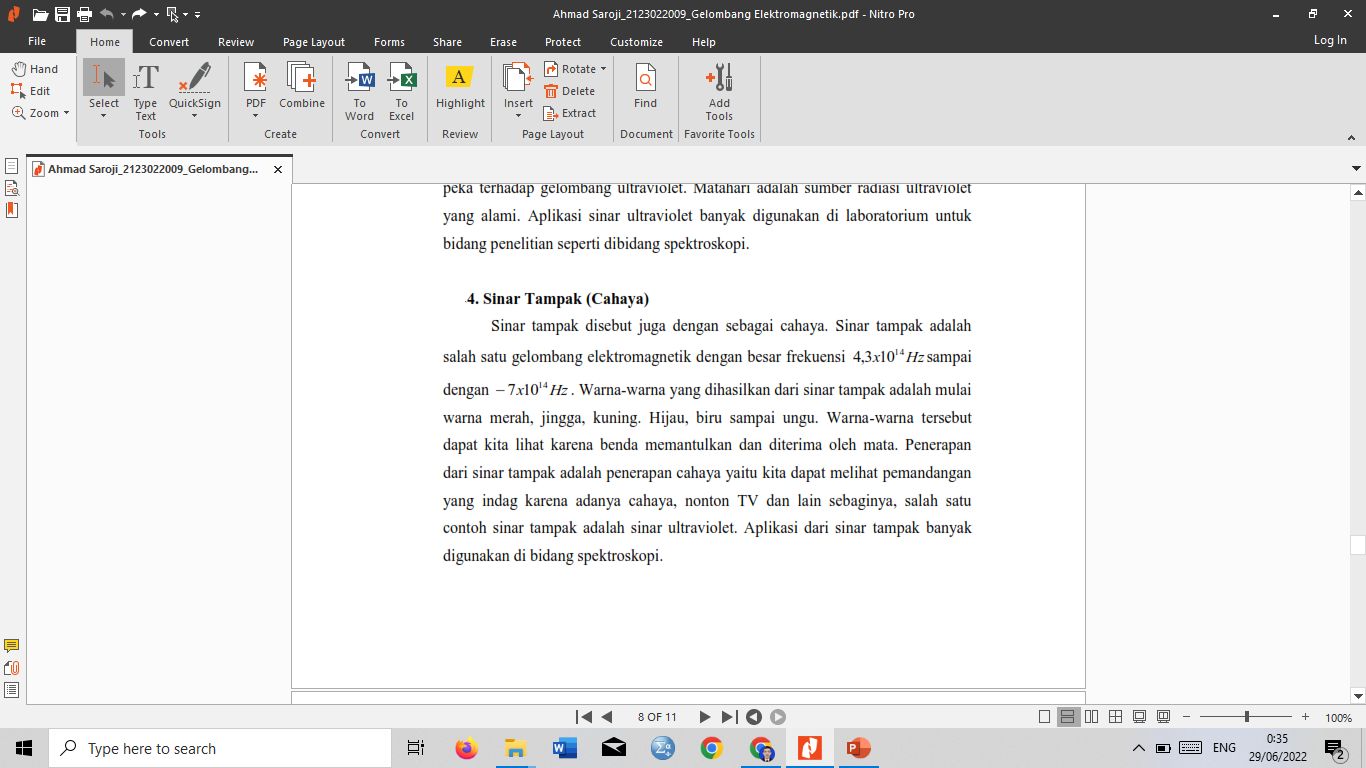 Ahmad Saroji_2123022009_Gelombang Elektromagnetik.pdf - Nitro Pro
File Home Convert Review Page Layout Forms Share Erase Protect Customize Help Log In
Hand
Edit
Zoom
Select
Type Text
QuickSign
Tools
PDF
Combine
Create
To Word
To Excel
Convert
Highlight
Review
Insert
Rotate
Delete
Extract
Page Layout
Find
Document
Add Tools
Favorite Tools
Ahmad Saroji_2123022009_Gelombang...
peka terhadap gelombang ultraviolet. Matahari adalah sumber radiasi ultraviolet
yang alami. Aplikasi sinar ultraviolet banyak digunakan di laboratorium untuk
bidang penelitian seperti dibidang spektroskopi.
4. Sinar Tampak (Cahaya)
Sinar tampak disebut juga dengan sebagai cahaya. Sinar tampak adalah
salah satu gelombang elektromagnetik dengan besar frekuensi 4,3x10¹⁴ Hz sampai
dengan − 7x10¹⁴ Hz . Warna-warna yang dihasilkan dari sinar tampak adalah mulai
warna merah, jingga, kuning. Hijau, biru sampai ungu. Warna-warna tersebut
dapat kita lihat karena benda memantulkan dan diterima oleh mata. Penerapan
dari sinar tampak adalah penerapan cahaya yaitu kita dapat melihat pemandangan
yang indag karena adanya cahaya, nonton TV dan lain sebaginya, salah satu
contoh sinar tampak adalah sinar ultraviolet. Aplikasi dari sinar tampak banyak
digunakan di bidang spektroskopi.
8 OF 11
100%
Type here to search
ENG
0:35
29/06/2022
2